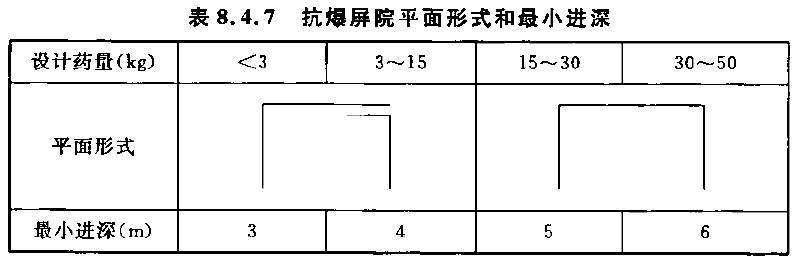 表8.4.7 抗爆屏院平面形式和最小进深
设计药量(kg) <3 3～15 15～30 30～50
平面形式
最小进深(m) 3 4 5 6